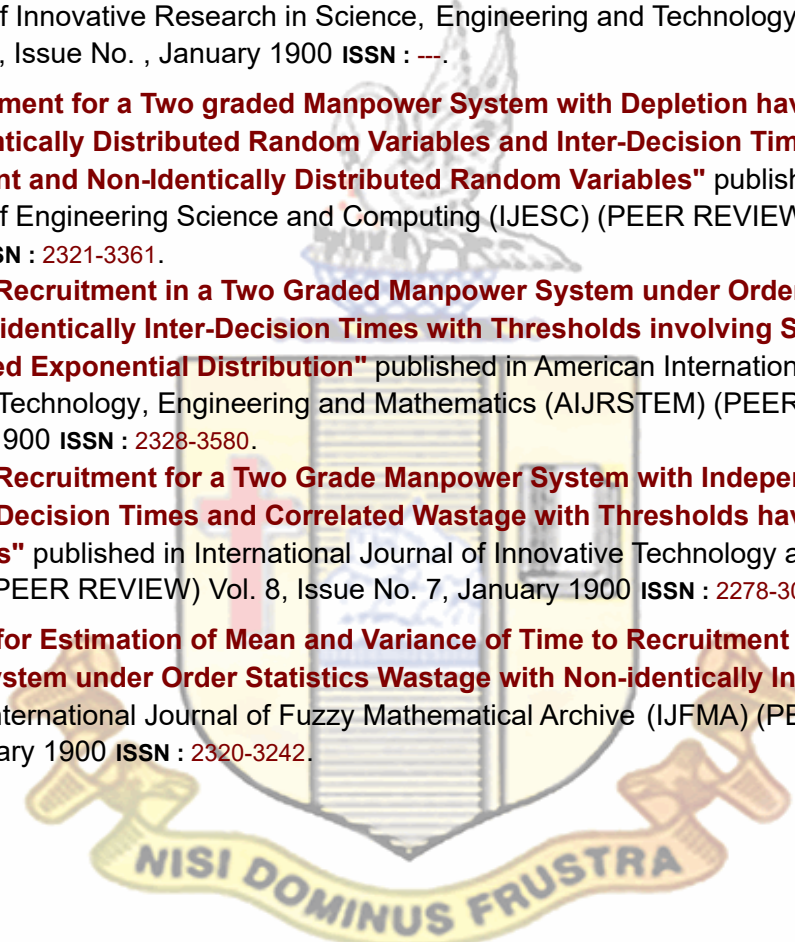 of Innovative Research in Science, Engineering and Technology
, Issue No. , January 1900 ISSN : ---.
ment for a Two graded Manpower System with Depletion hav
ntically Distributed Random Variables and Inter-Decision Tim
nt and Non-Identically Distributed Random Variables" publish
of Engineering Science and Computing (IJESC) (PEER REVIEW
SN : 2321-3361.
Recruitment in a Two Graded Manpower System under Orde
identically Inter-Decision Times with Thresholds involving S
ed Exponential Distribution" published in American Internation
Technology, Engineering and Mathematics (AIJRSTEM) (PEER
900 ISSN : 2328-3580.
Recruitment for a Two Grade Manpower System with Indepe
Decision Times and Correlated Wastage with Thresholds hav
s" published in International Journal of Innovative Technology a
PEER REVIEW) Vol. 8, Issue No. 7, January 1900 ISSN : 2278-30
for Estimation of Mean and Variance of Time to Recruitment
ystem under Order Statistics Wastage with Non-identically In
nternational Journal of Fuzzy Mathematical Archive (IJFMA) (PE
ary 1900 ISSN : 2320-3242.
NISI DOMINUS FRUSTRA